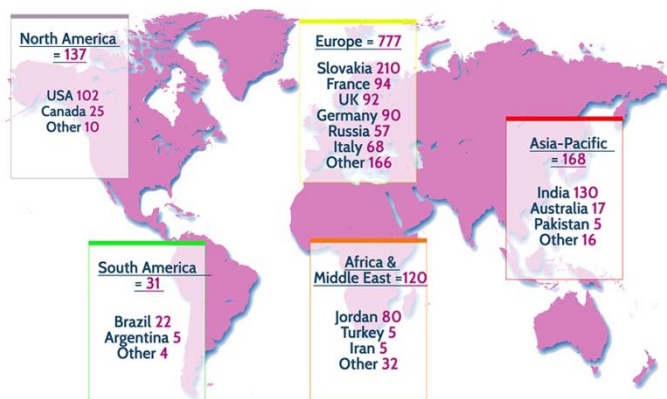 North America
= 137
USA 102
Canada 25
Other 10
Europe = 777
Slovakia 210
France 94
UK 92
Germany 90
Russia 57
Italy 68
Other 166
Asia-Pacific
= 168
India 130
Australia 17
Pakistan 5
Other 16
South America
= 31
Brazil 22
Argentina 5
Other 4
Africa &
Middle East =120
Jordan 80
Turkey 5
Iran 5
Other 32